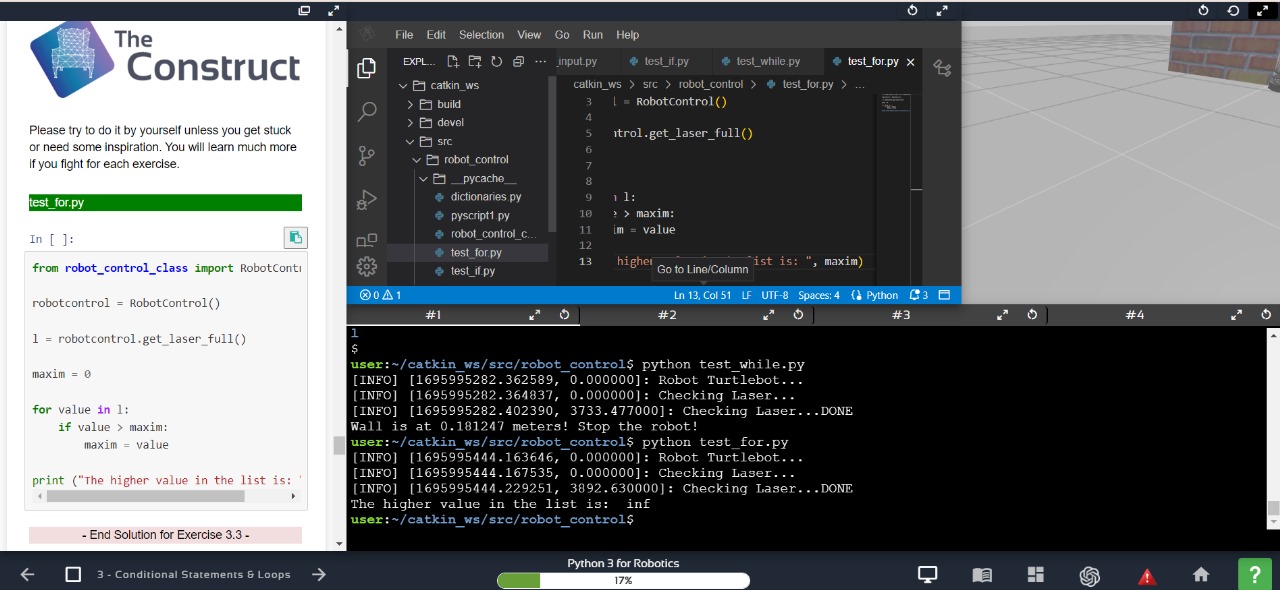 The
Construct
Please try to do it by yourself unless you get stuck
or need some inspiration. You will learn much more
if you fight for each exercise.
test_for.py
In [ ]:
from robot_control_class import RobotContr
robotcontrol = RobotControl()
l = robotcontrol.get_laser_full()
maxim = 0
for value in l:
if value > maxim:
maxim = value
print ("The higher value in the list is: "
- End Solution for Exercise 3.3 -
File Edit Selection View Go Run Help
EXPL...
catkin_ws
build
devel
src
robot_control
__pycache__
dictionaries.py
pyscript1.py
robot_control_c...
test_for.py
test_if.py
_input.py test_if.py test_while.py test_for.py
catkin_ws > src > robot_control > test_for.py > ...
3 l = RobotControl()
4
5 ntrol.get_laser_full()
6
7
8
9 n l:
10 e > maxim:
11 im = value
12
13 higher list is: ", maxim)
Go to Line/Column
0 1 Ln 13, Col 51 LF UTF-8 Spaces: 4 Python 3
#1 #2 #3 #4
l
$
user:~/catkin_ws/src/robot_control$ python test_while.py
[INFO] [1695995282.362589, 0.000000]: Robot Turtlebot...
[INFO] [1695995282.364837, 0.000000]: Checking Laser...
[INFO] [1695995282.402390, 3733.477000]: Checking Laser...DONE
Wall is at 0.181247 meters! Stop the robot!
user:~/catkin_ws/src/robot_control$ python test_for.py
[INFO] [1695995444.163646, 0.000000]: Robot Turtlebot...
[INFO] [1695995444.167535, 0.000000]: Checking Laser...
[INFO] [1695995444.229251, 3892.630000]: Checking Laser...DONE
The higher value in the list is:  inf
user:~/catkin_ws/src/robot_control$
3 - Conditional Statements & Loops
Python 3 for Robotics
17%
?